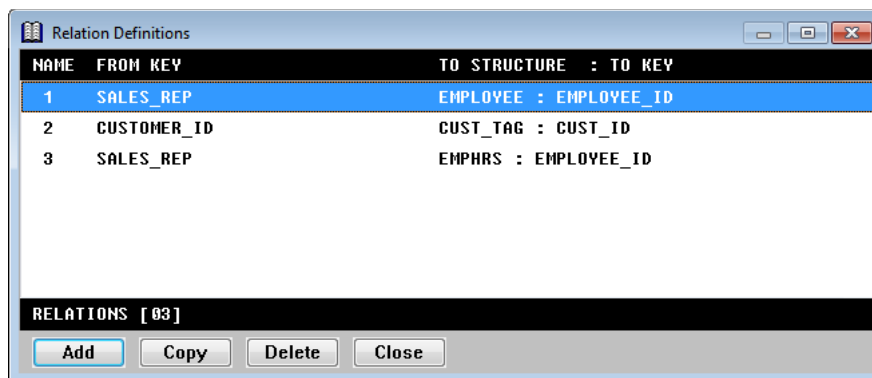 Relation Definitions
NAME FROM KEY TO STRUCTURE : TO KEY
1 SALES_REP EMPLOYEE : EMPLOYEE_ID
2 CUSTOMER_ID CUST_TAG : CUST_ID
3 SALES_REP EMPHRS : EMPLOYEE_ID
RELATIONS [03]
Add Copy Delete Close